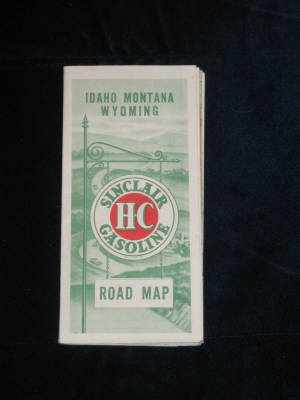 IDAHO MONTANA
WYOMING
SINCLAIR
H-C
GASOLINE
ROAD MAP